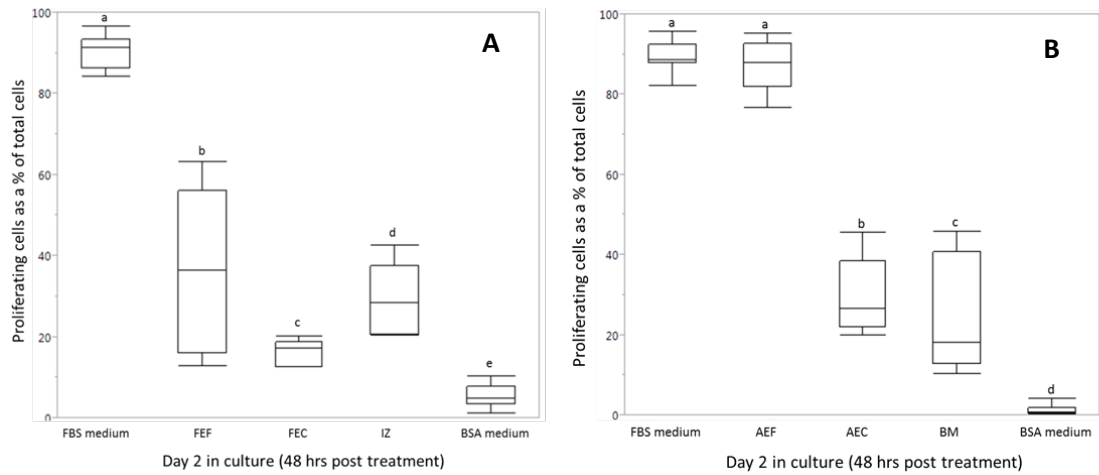 A
Proliferating cells as a % of total cells
100
80
60
40
20
0
a
b
c
d
e
FBS medium FEF FEC IZ BSA medium
Day 2 in culture (48 hrs post treatment)
B
Proliferating cells as a % of total cells
100
80
60
40
20
0
a
a
b
c
d
FBS medium AEF AEC BM BSA medium
Day 2 in culture (48 hrs post treatment)